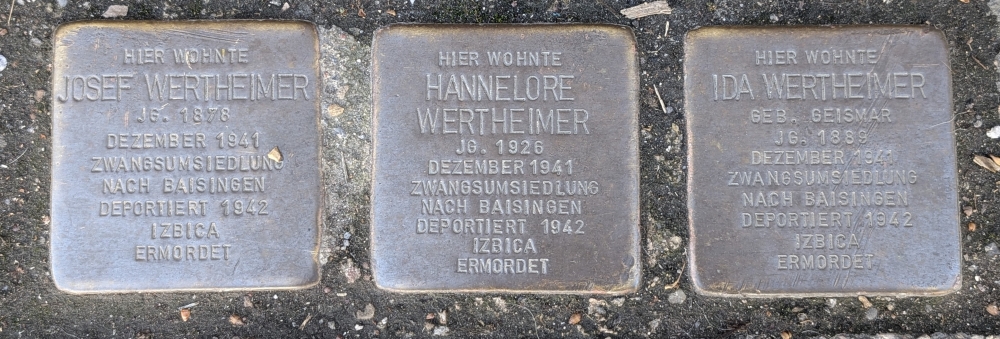 HIER WOHNTE
JOSEF WERTHEIMER
JG. 1878
DEZEMBER 1941
ZWANGSUMSIEDLUNG
NACH BAISINGEN
DEPORTIERT 1942
IZBICA
ERMORDET
HIER WOHNTE
HANNELORE
WERTHEIMER
JG. 1926
DEZEMBER 1941
ZWANGSUMSIEDLUNG
NACH BAISINGEN
DEPORTIERT 1942
IZBICA
ERMORDET
HIER WOHNTE
IDA WERTHEIMER
GEB. GEISMAR
JG. 1889
DEZEMBER 1941
ZWANGSUMSIEDLUNG
NACH BAISINGEN
DEPORTIERT 1942
IZBICA
ERMORDET